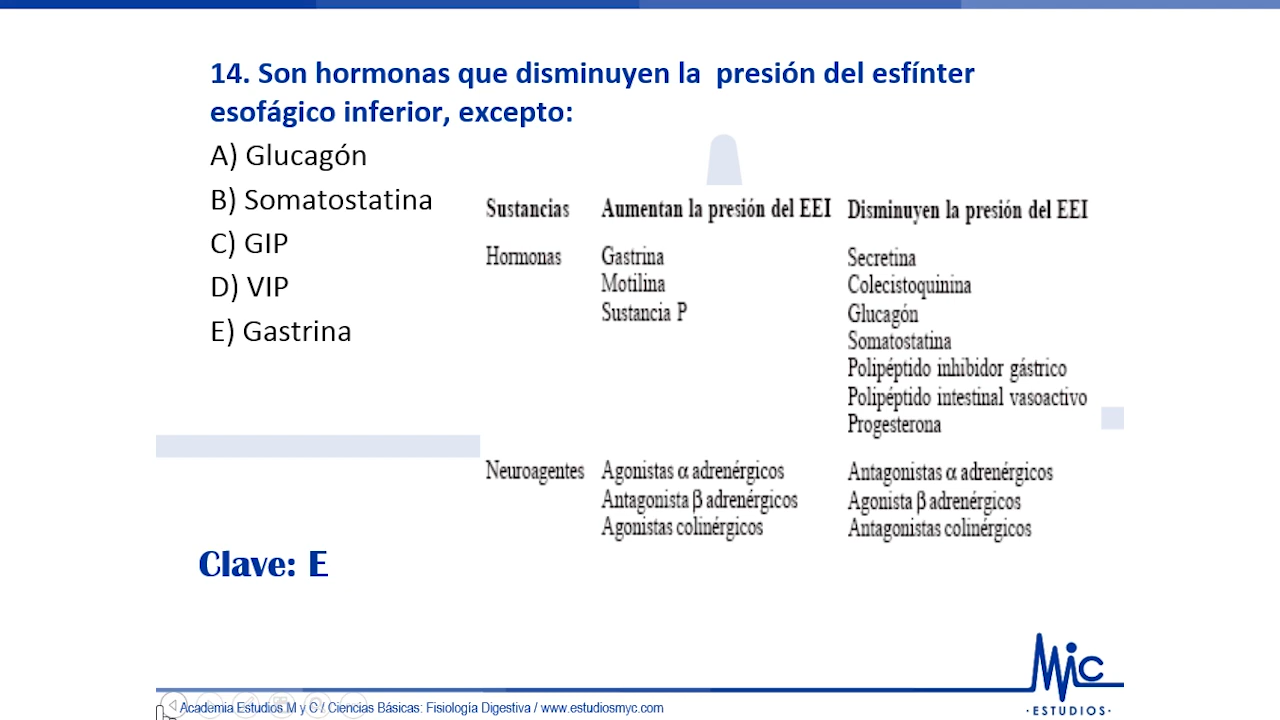 14. Son hormonas que disminuyen la presión del esfínter
esofágico inferior, excepto:
A) Glucagón
B) Somatostatina
C) GIP
D) VIP
E) Gastrina
Sustancias Aumentan la presión del EEI Disminuyen la presión del EEI
Hormonas Gastrina Secretina
Motilina Colecistoquinina
Sustancia P Glucagón
Somatostatina
Polipéptido inhibidor gástrico
Polipéptido intestinal vasoactivo
Progesterona
Neuroagentes Agonistas α adrenérgicos Antagonistas α adrenérgicos
Antagonista β adrenérgicos Agonista β adrenérgicos
Agonistas colinérgicos Antagonistas colinérgicos
Clave: E
MiC
·ESTUDIOS·
Academia Estudios M y C / Ciencias Básicas: Fisiología Digestiva / www.estudiosmyc.com